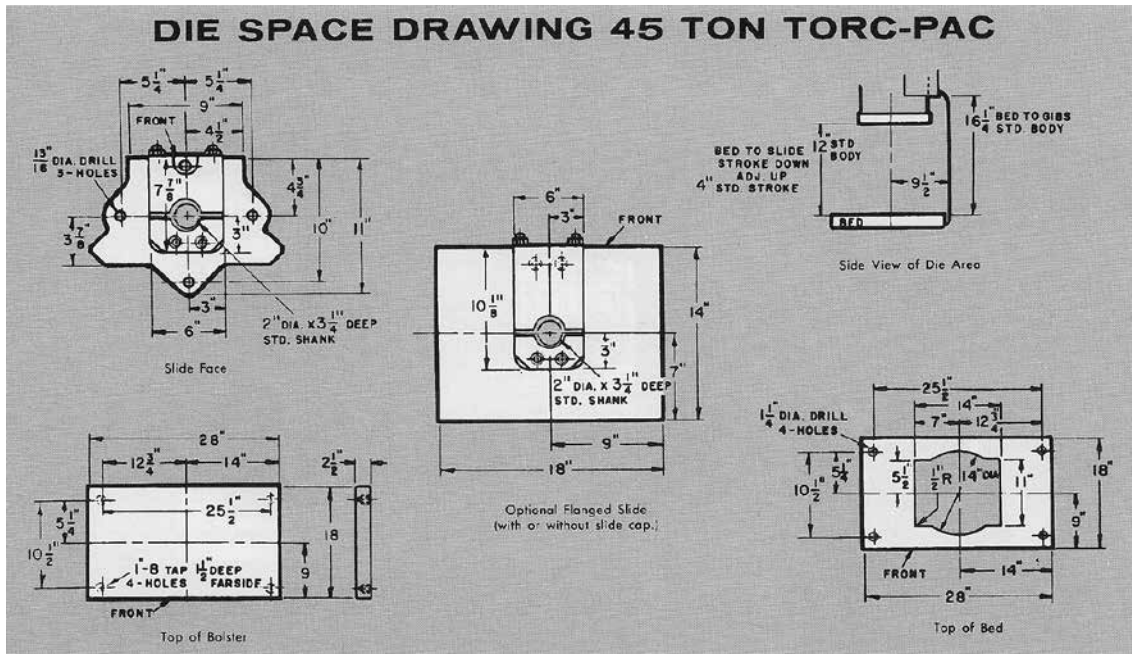 DIE SPACE DRAWING 45 TON TORC-PAC
5 1/4" 5 1/4"
9"
FRONT 4 1/2"
13/16" DIA. DRILL
3-HOLES
7 7/8"
4 3/4"
10"
11"
3 7/8"
3"
3"
6"
2" DIA. X 3 1/4" DEEP
STD. SHANK
Slide Face
6"
3"
FRONT
10 1/8"
14"
3"
7"
2" DIA. X 3 1/4" DEEP
STD. SHANK
9"
18"
Optional Flanged Slide
(with or without slide cap.)
16 1/4" BED TO GIBS
STD. BODY
12" STD
BODY
BED TO SLIDE
STROKE DOWN
ADJ. UP
4" STD. STROKE
9 1/2"
BED
Side View of Die Area
28"
12 3/4" 14"
2 1/2"
25 1/2"
5 1/4"
10 1/2"
18
9
1"-8 TAP 1 1/2" DEEP
4-HOLES FARSIDE
FRONT
Top of Bolster
25 1/2"
14"
7" 12 3/4"
1 1/4" DIA. DRILL
4-HOLES
5 1/4"
10 1/2"
5 1/2"
1/2" R
14" DIA
11"
18"
9"
FRONT
14"
28"
Top of Bed